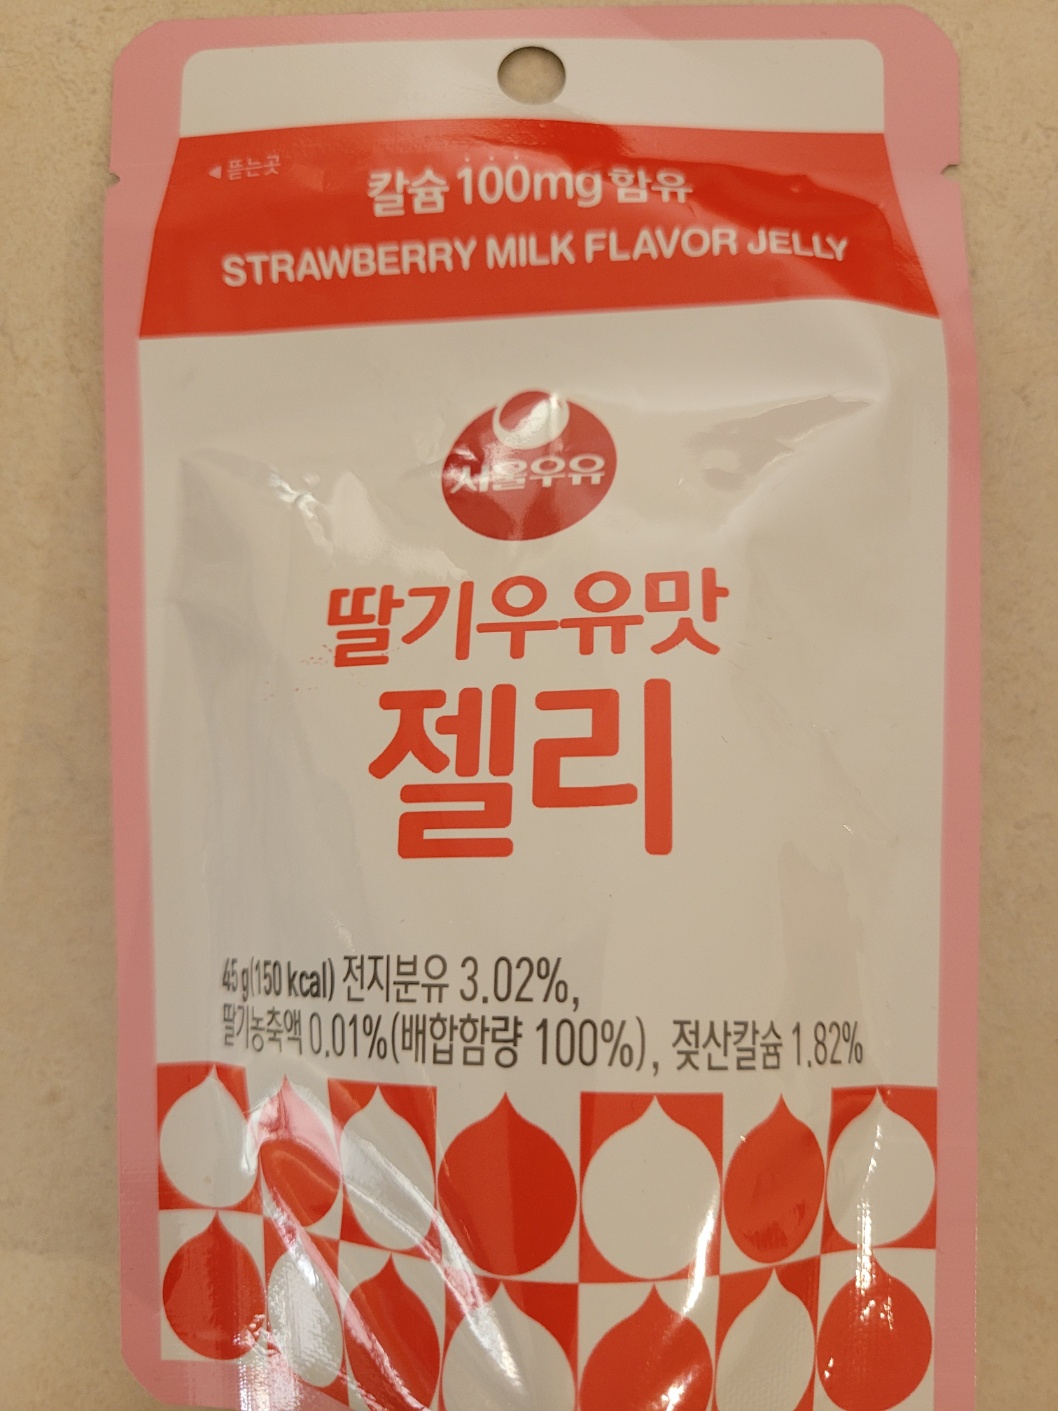 ◀뜯는곳
칼슘 100mg 함유
STRAWBERRY MILK FLAVOR JELLY
서울우유
딸기우유맛
젤리
45 g(150 kcal) 전지분유 3.02%,
딸기농축액 0.01%(배합함량 100%), 젖산칼슘 1.82%